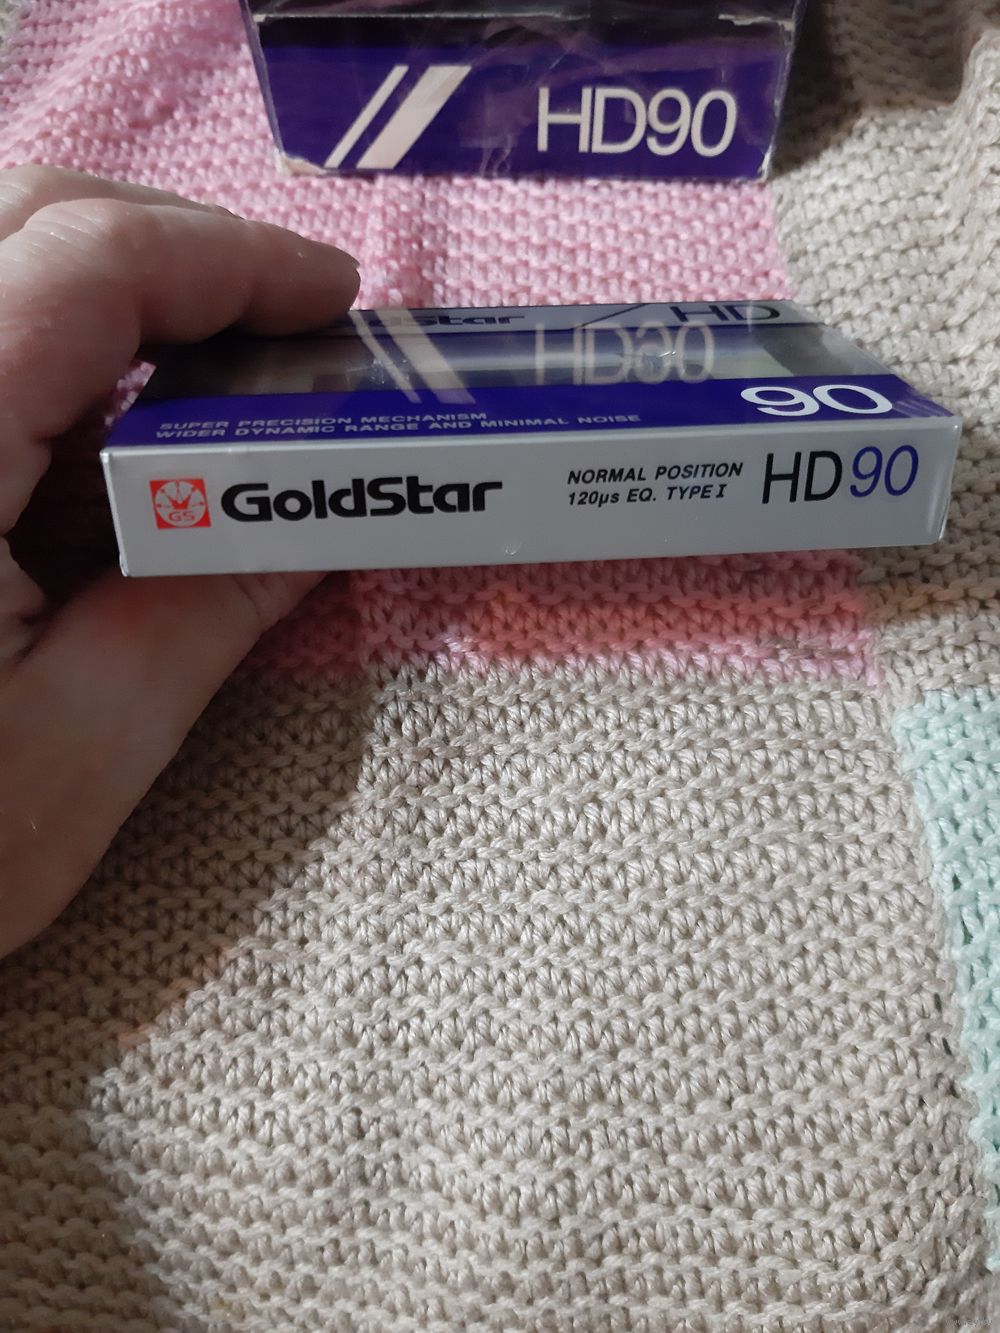 HD90
GoldStar HD
HD90
90
SUPER PRECISION MECHANISM
WIDER DYNAMIC RANGE AND MINIMAL NOISE
GS GoldStar NORMAL POSITION HD90
120µs EQ. TYPE I